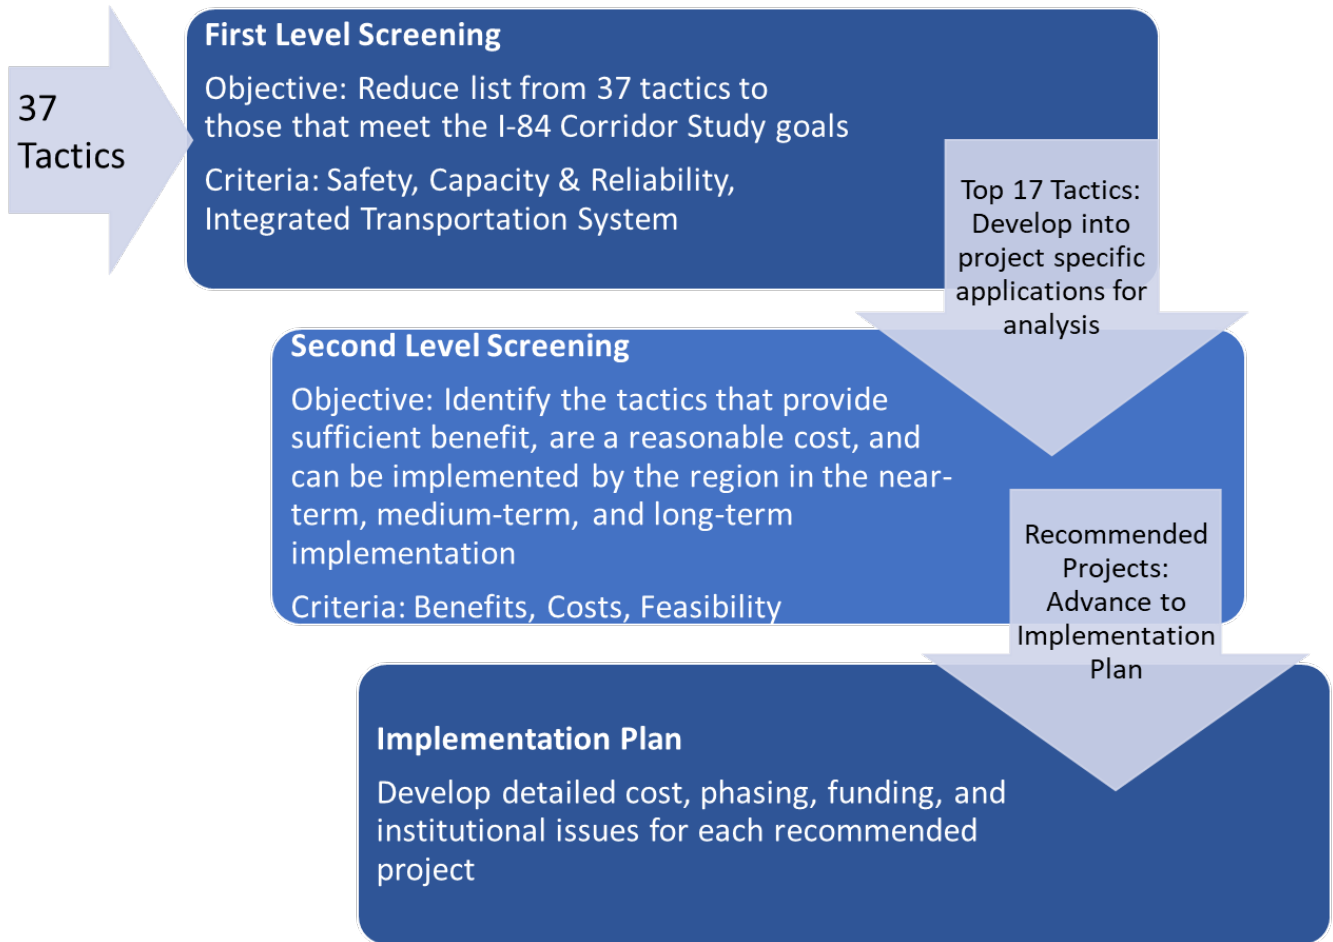 37
Tactics
First Level Screening
Objective: Reduce list from 37 tactics to
those that meet the I-84 Corridor Study goals
Criteria: Safety, Capacity & Reliability,
Integrated Transportation System
Top 17 Tactics:
Develop into
project specific
applications for
analysis
Second Level Screening
Objective: Identify the tactics that provide
sufficient benefit, are a reasonable cost, and
can be implemented by the region in the near-
term, medium-term, and long-term
implementation
Criteria: Benefits, Costs, Feasibility
Recommended
Projects:
Advance to
Implementation
Plan
Implementation Plan
Develop detailed cost, phasing, funding, and
institutional issues for each recommended
project